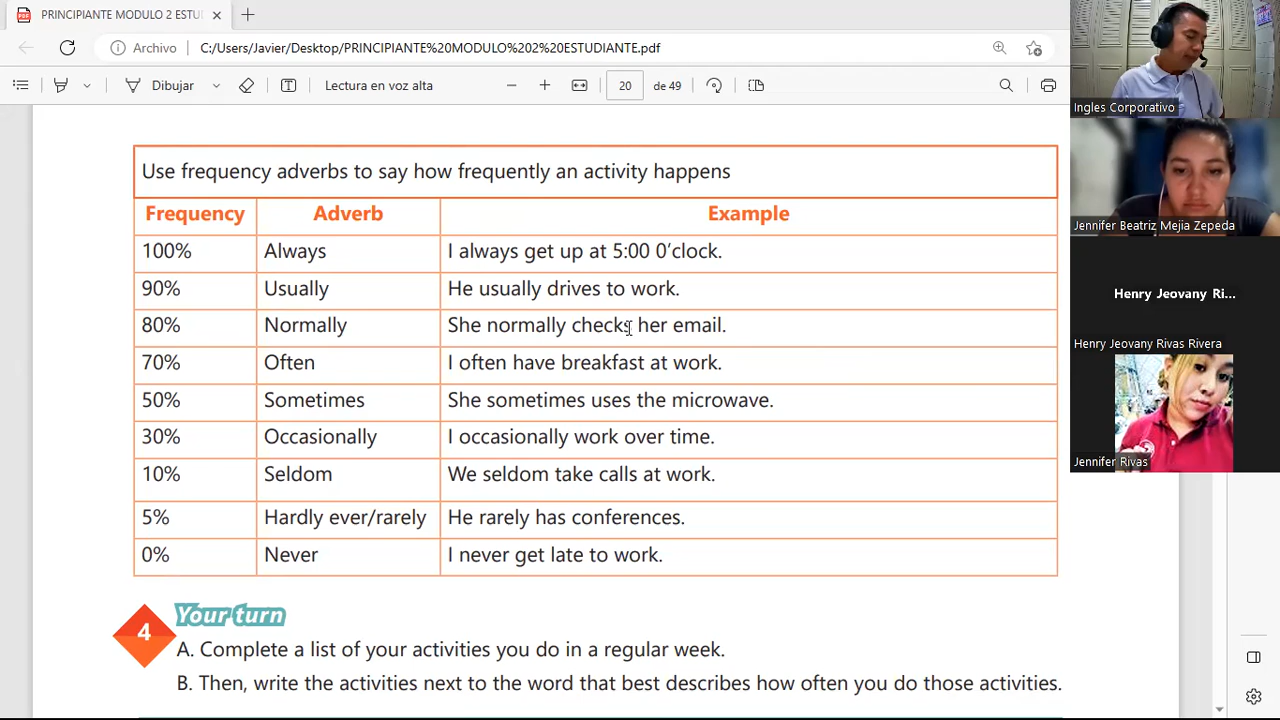 PRINCIPIANTE MODULO 2 ESTU
Archivo
C:/Users/Javier/Desktop/PRINCIPIANTE%20MODULO%202%20ESTUDIANTE.pdf
Dibujar
Lectura en voz alta
20
de 49
Use frequency adverbs to say how frequently an activity happens
Frequency Adverb Example
100% Always I always get up at 5:00 0’clock.
90% Usually He usually drives to work.
80% Normally She normally checks her email.
70% Often I often have breakfast at work.
50% Sometimes She sometimes uses the microwave.
30% Occasionally I occasionally work over time.
10% Seldom We seldom take calls at work.
5% Hardly ever/rarely He rarely has conferences.
0% Never I never get late to work.
4 Your turn
A. Complete a list of your activities you do in a regular week.
B. Then, write the activities next to the word that best describes how often you do those activities.
Ingles Corporativo
Jennifer Beatriz Mejia Zepeda
Henry Jeovany Ri...
Henry Jeovany Rivas Rivera
Jennifer Rivas